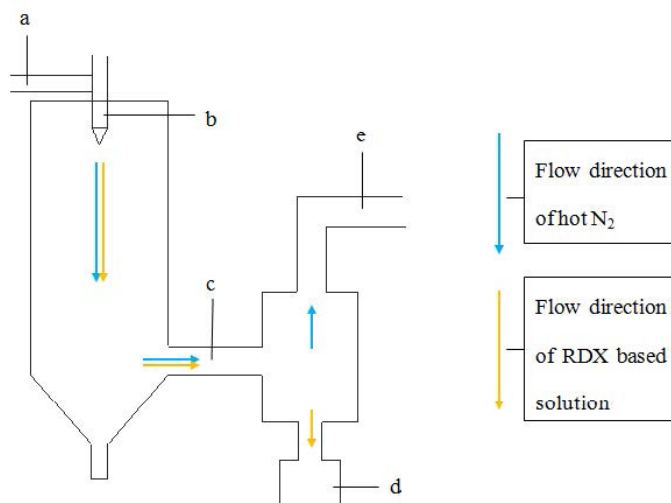 a
b
e
c
d
Flow direction
of hot N₂
Flow direction
of RDX based
solution